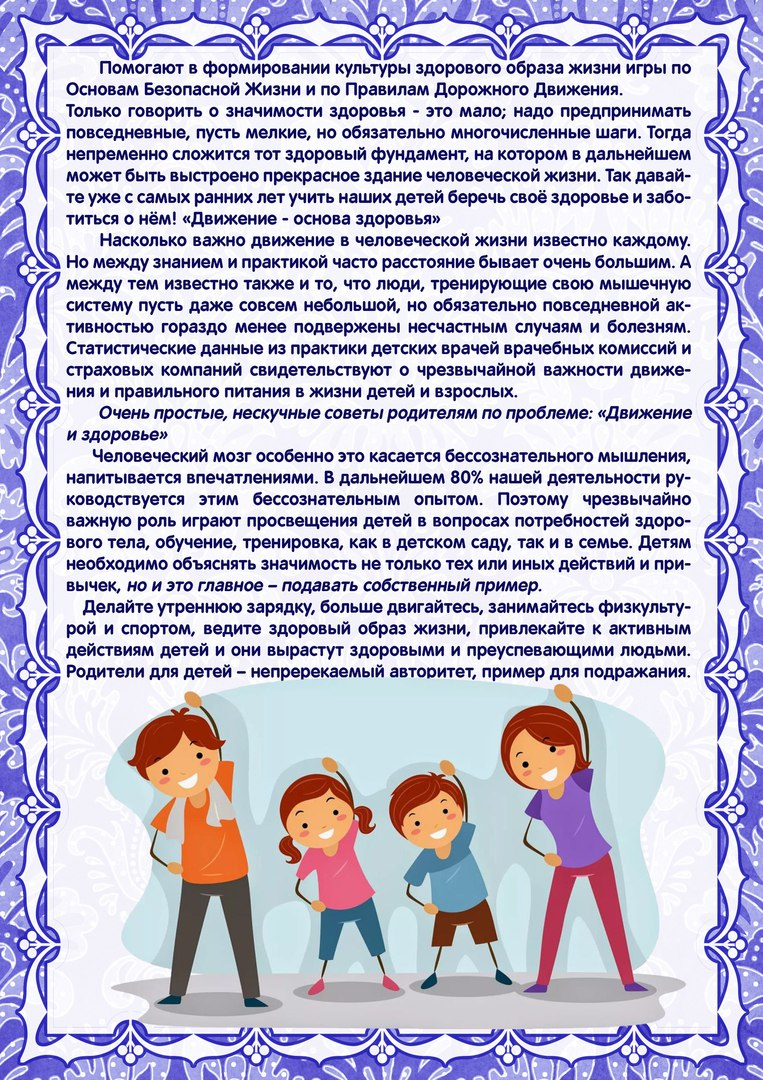 Помогают в формировании культуры здорового образа жизни игры по
Основам Безопасной Жизни и по Правилам Дорожного Движения.
Только говорить о значимости здоровья - это мало; надо предпринимать
повседневные, пусть мелкие, но обязательно многочисленные шаги. Тогда
непременно сложится тот здоровый фундамент, на котором в дальнейшем
может быть выстроено прекрасное здание человеческой жизни. Так давай-
те уже с самых ранних лет учить наших детей беречь своё здоровье и забо-
титься о нём! «Движение - основа здоровья»
Насколько важно движение в человеческой жизни известно каждому.
Но между знанием и практикой часто расстояние бывает очень большим. А
между тем известно также и то, что люди, тренирующие свою мышечную
систему пусть даже совсем небольшой, но обязательно повседневной ак-
тивностью гораздо менее подвержены несчастным случаям и болезням.
Статистические данные из практики детских врачей врачебных комиссий и
страховых компаний свидетельствуют о чрезвычайной важности движе-
ния и правильного питания в жизни детей и взрослых.
Очень простые, нескучные советы родителям по проблеме: «Движение
и здоровье»
Человеческий мозг особенно это касается бессознательного мышления,
напитывается впечатлениями. В дальнейшем 80% нашей деятельности ру-
ководствуется этим бессознательным опытом. Поэтому чрезвычайно
важную роль играют просвещения детей в вопросах потребностей здоро-
вого тела, обучение, тренировка, как в детском саду, так и в семье. Детям
необходимо объяснять значимость не только тех или иных действий и при-
вычек, но и это главное – подавать собственный пример.
Делайте утреннюю зарядку, больше двигайтесь, занимайтесь физкульту-
рой и спортом, ведите здоровый образ жизни, привлекайте к активным
действиям детей и они вырастут здоровыми и преуспевающими людьми.
Родители для детей – непререкаемый авторитет, пример для подражания.